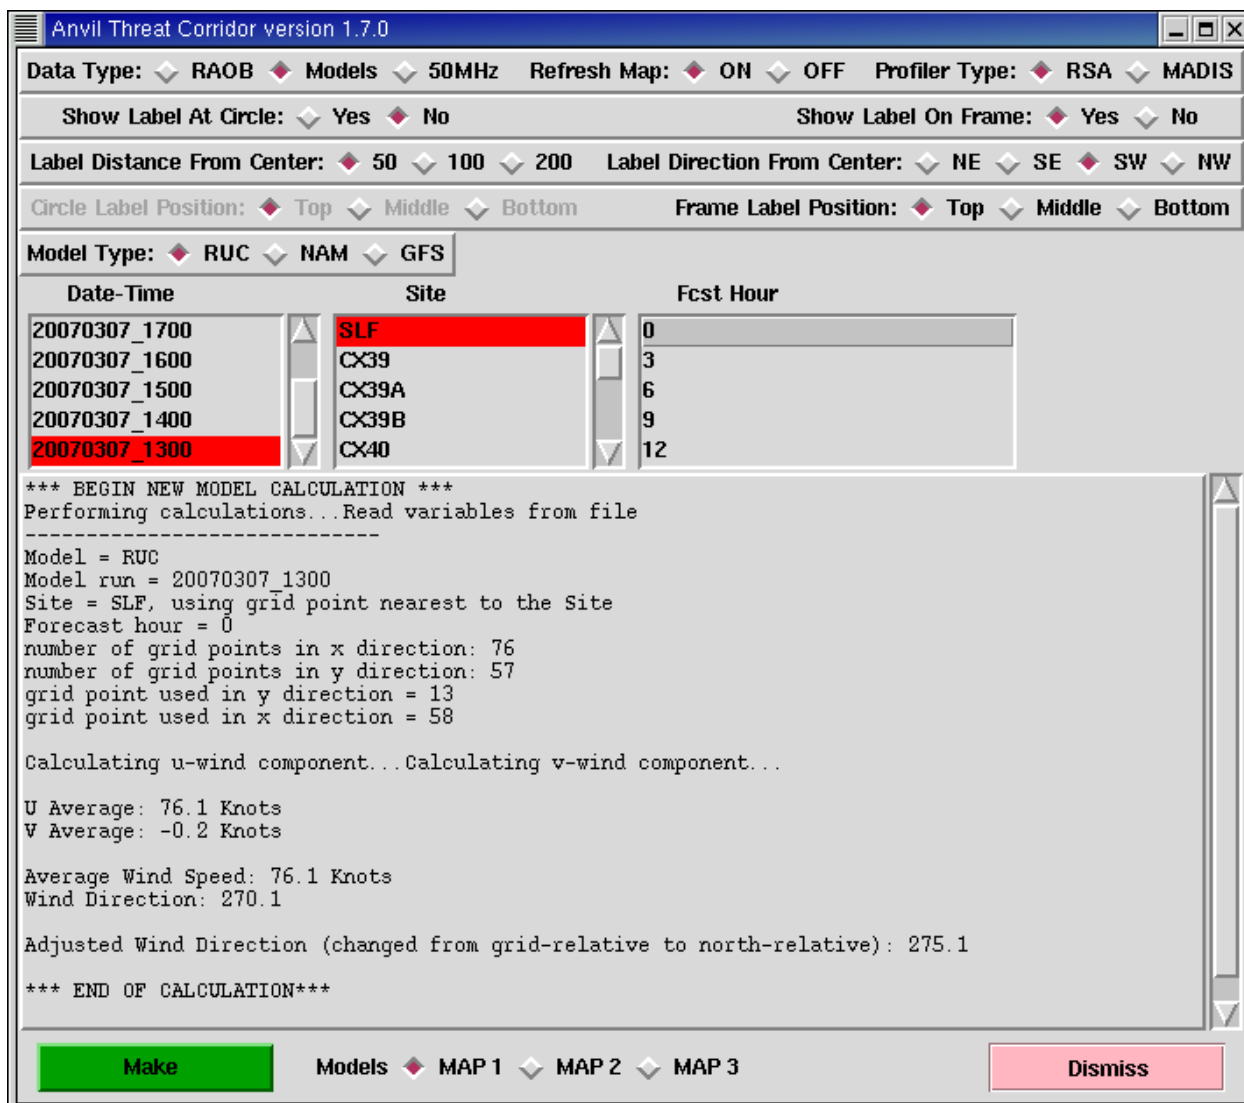 Anvil Threat Corridor version 1.7.0
Data Type: RAOB Models 50MHz Refresh Map: ON OFF Profiler Type: RSA MADIS
Show Label At Circle: Yes No Show Label On Frame: Yes No
Label Distance From Center: 50 100 200 Label Direction From Center: NE SE SW NW
Circle Label Position: Top Middle Bottom Frame Label Position: Top Middle Bottom
Model Type: RUC NAM GFS
Date-Time Site Fcst Hour
20070307_1700 SLF 0
20070307_1600 CX39 3
20070307_1500 CX39A 6
20070307_1400 CX39B 9
20070307_1300 CX40 12
*** BEGIN NEW MODEL CALCULATION ***
Performing calculations...Read variables from file
-----------------------------
Model = RUC
Model run = 20070307_1300
Site = SLF, using grid point nearest to the Site
Forecast hour = 0
number of grid points in x direction: 76
number of grid points in y direction: 57
grid point used in y direction = 13
grid point used in x direction = 58
Calculating u-wind component...Calculating v-wind component...
U Average: 76.1 Knots
V Average: -0.2 Knots
Average Wind Speed: 76.1 Knots
Wind Direction: 270.1
Adjusted Wind Direction (changed from grid-relative to north-relative): 275.1
*** END OF CALCULATION***
Make Models MAP 1 MAP 2 MAP 3 Dismiss